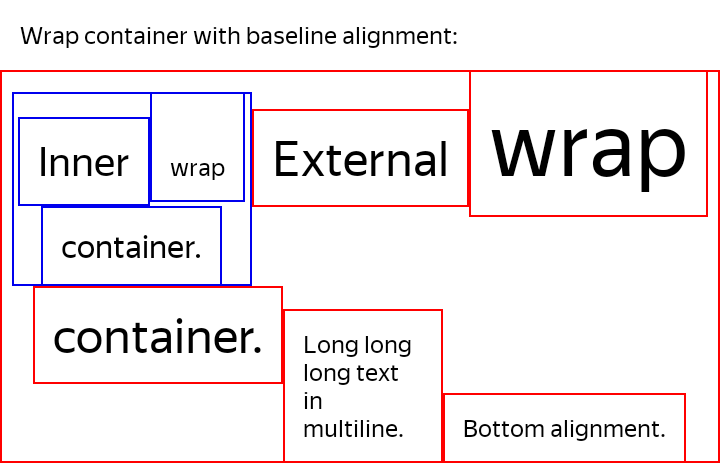 Wrap container with baseline alignment:
Inner wrap External wrap
container.
container. Long long
long text
in
multiline. Bottom alignment.